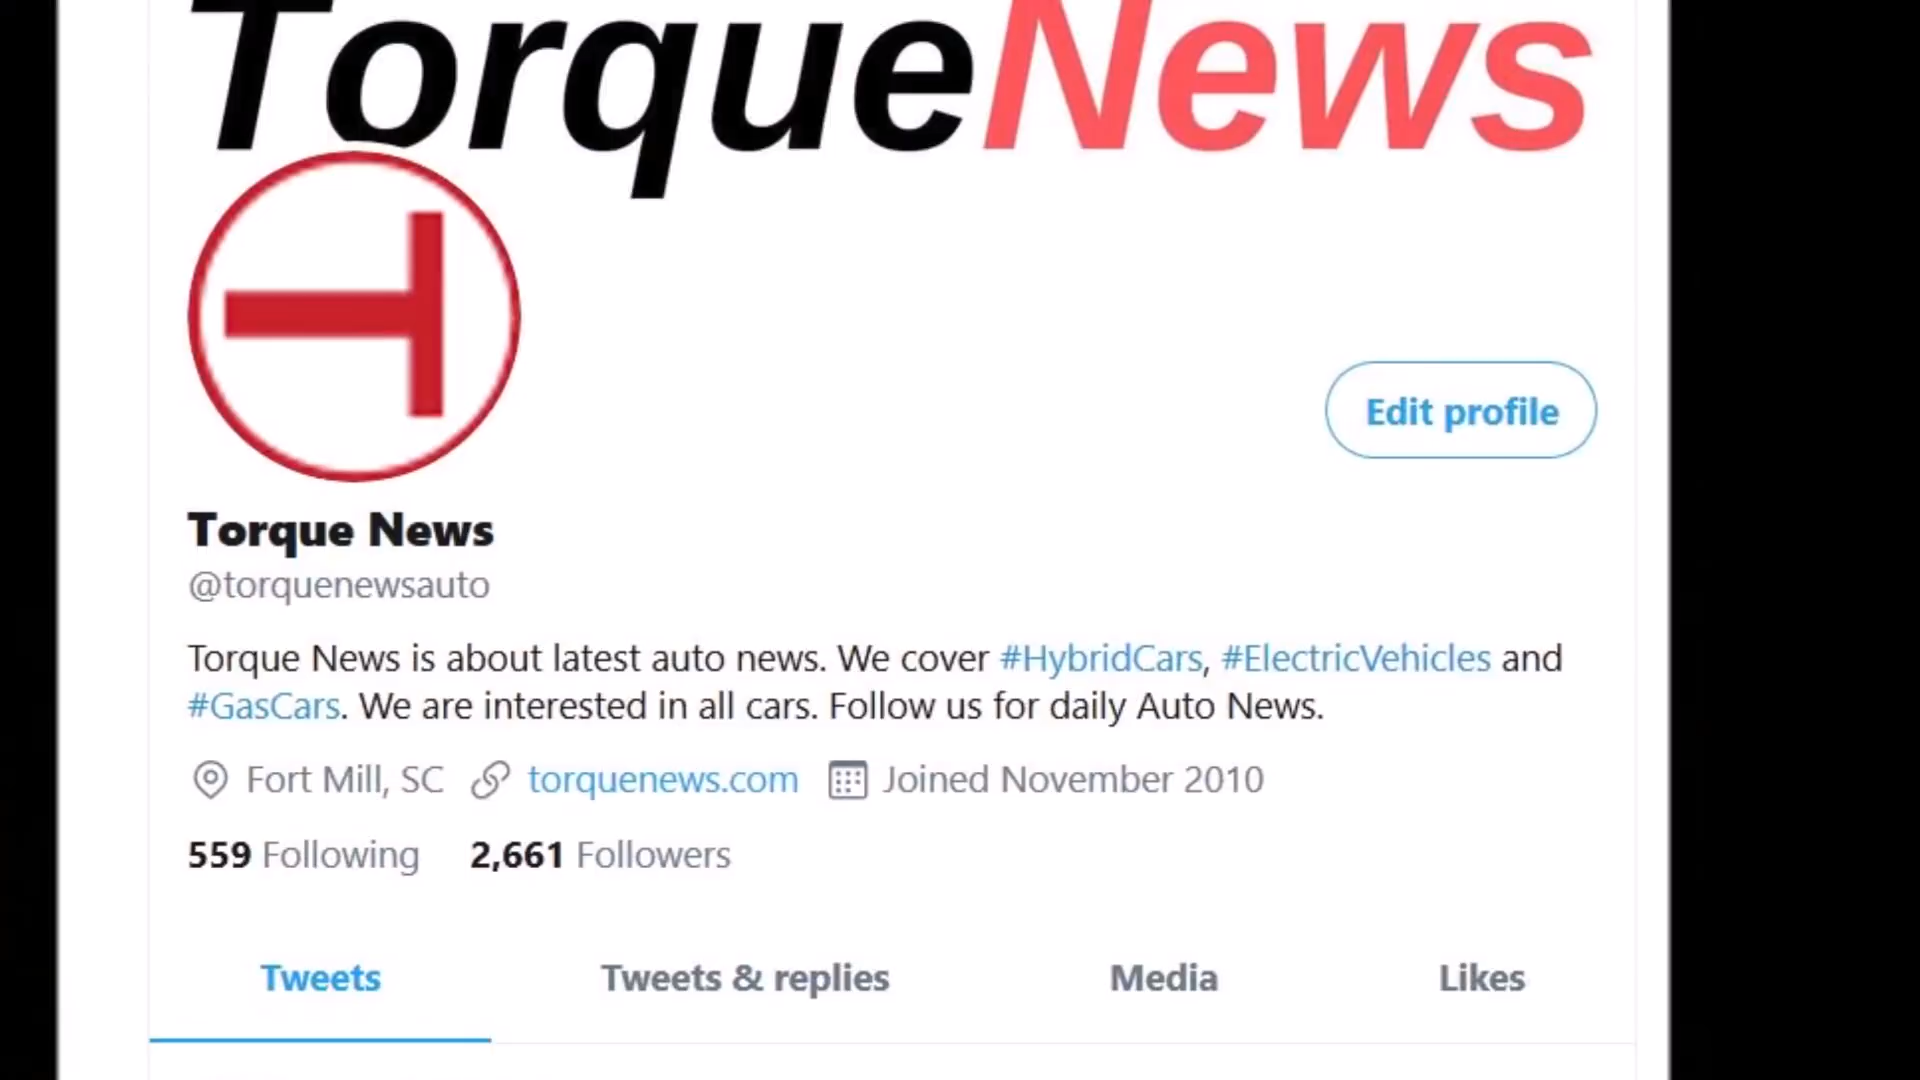 TorqueNews
T
Edit profile
Torque News
@torquenewsauto
Torque News is about latest auto news. We cover #HybridCars, #ElectricVehicles and
#GasCars. We are interested in all cars. Follow us for daily Auto News.
Fort Mill, SC torquenews.com Joined November 2010
559 Following 2,661 Followers
Tweets Tweets & replies Media Likes